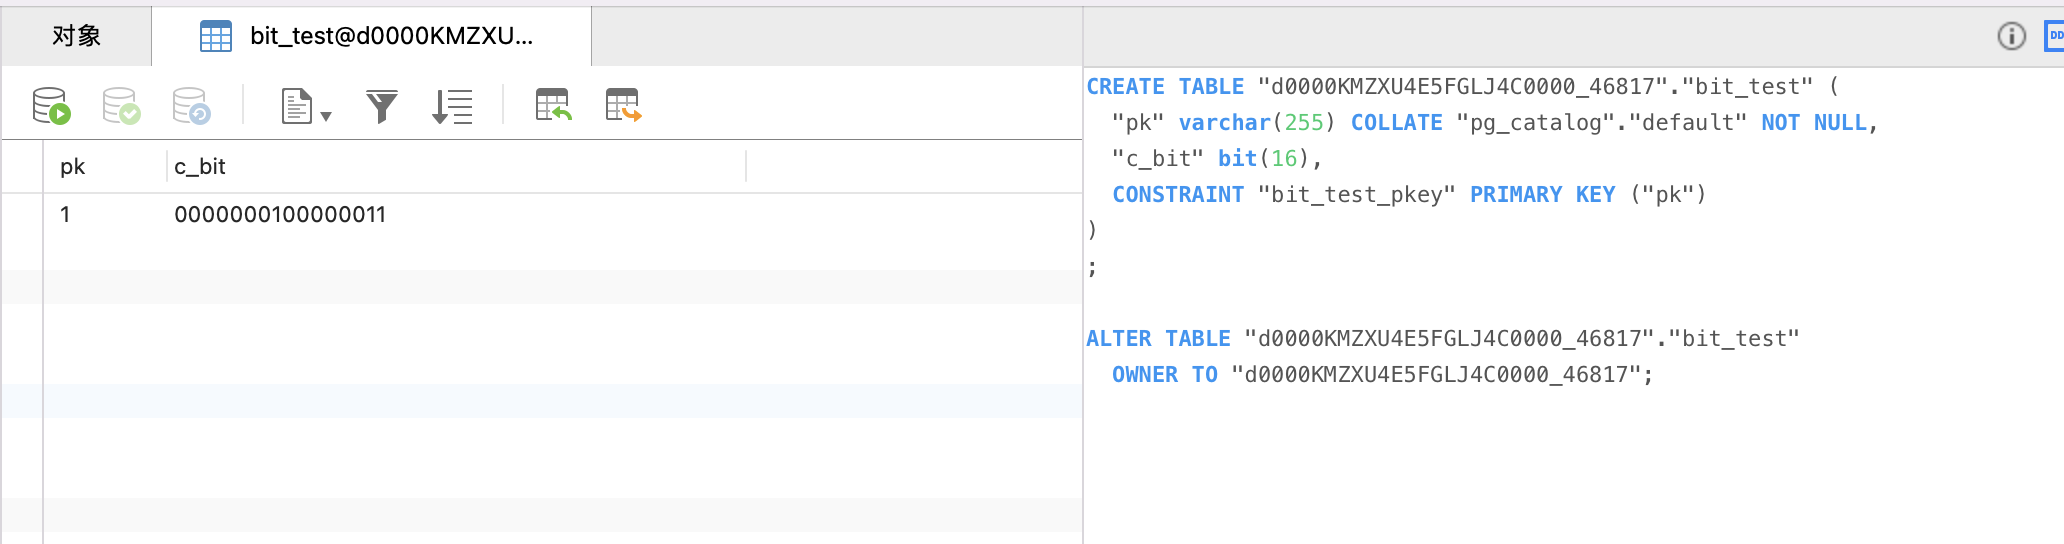 对象
bit_test@d0000KMZXU...
pk
c_bit
1
0000000100000011
CREATE TABLE "d0000KMZXU4E5FGLJ4C0000_46817"."bit_test" (
"pk" varchar(255) COLLATE "pg_catalog"."default" NOT NULL,
"c_bit" bit(16),
CONSTRAINT "bit_test_pkey" PRIMARY KEY ("pk")
)
;
ALTER TABLE "d0000KMZXU4E5FGLJ4C0000_46817"."bit_test"
OWNER TO "d0000KMZXU4E5FGLJ4C0000_46817";